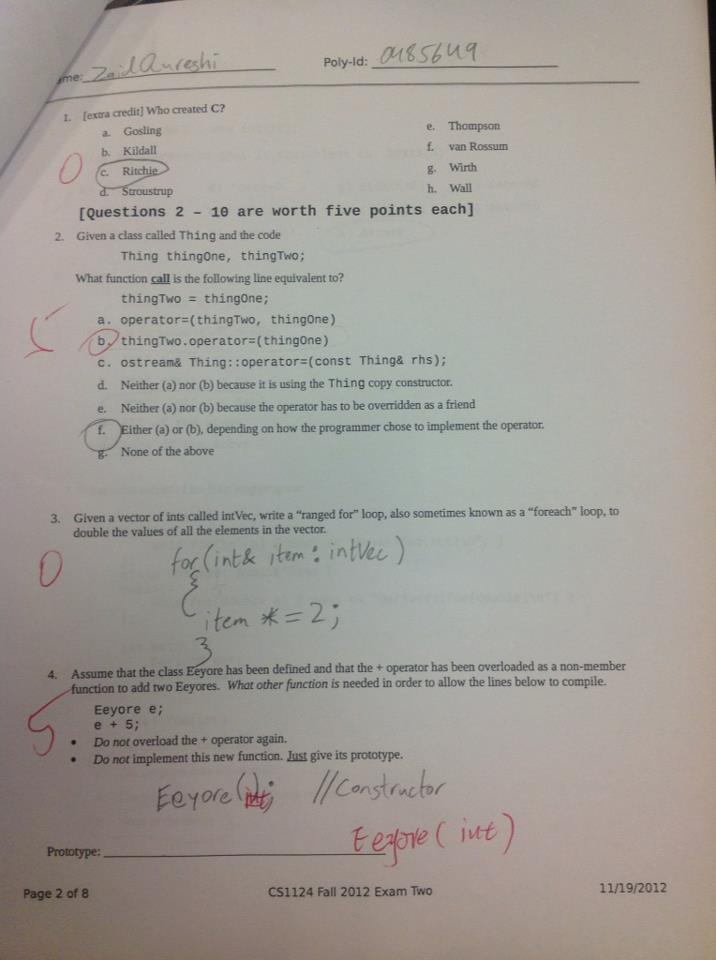 me: Zaid Qureshi Poly-Id: 0485649
1. [extra credit] Who created C?
a. Gosling
b. Kildall
c. Ritchie
d. Stroustrup
e. Thompson
f. van Rossum
g. Wirth
h. Wall
0
[Questions 2 – 10 are worth five points each]
2. Given a class called Thing and the code
Thing thingOne, thingTwo;
What function call is the following line equivalent to?
thingTwo = thingOne;
a. operator=(thingTwo, thingOne)
b. thingTwo.operator=(thingOne)
c. ostream& Thing::operator=(const Thing& rhs);
d. Neither (a) nor (b) because it is using the Thing copy constructor.
e. Neither (a) nor (b) because the operator has to be overridden as a friend
f. Either (a) or (b), depending on how the programmer chose to implement the operator.
g. None of the above
5
3. Given a vector of ints called intVec, write a “ranged for” loop, also sometimes known as a “foreach” loop, to
double the values of all the elements in the vector.
0
for(int& item : intVec)
{
item *= 2;
}
4. Assume that the class Eeyore has been defined and that the + operator has been overloaded as a non-member
function to add two Eeyores. What other function is needed in order to allow the lines below to compile.
5
Eeyore e;
e + 5;
• Do not overload the + operator again.
• Do not implement this new function. Just give its prototype.
Eeyore(int); //Constructor
Eeyore(int)
Prototype:
Page 2 of 8 CS1124 Fall 2012 Exam Two 11/19/2012